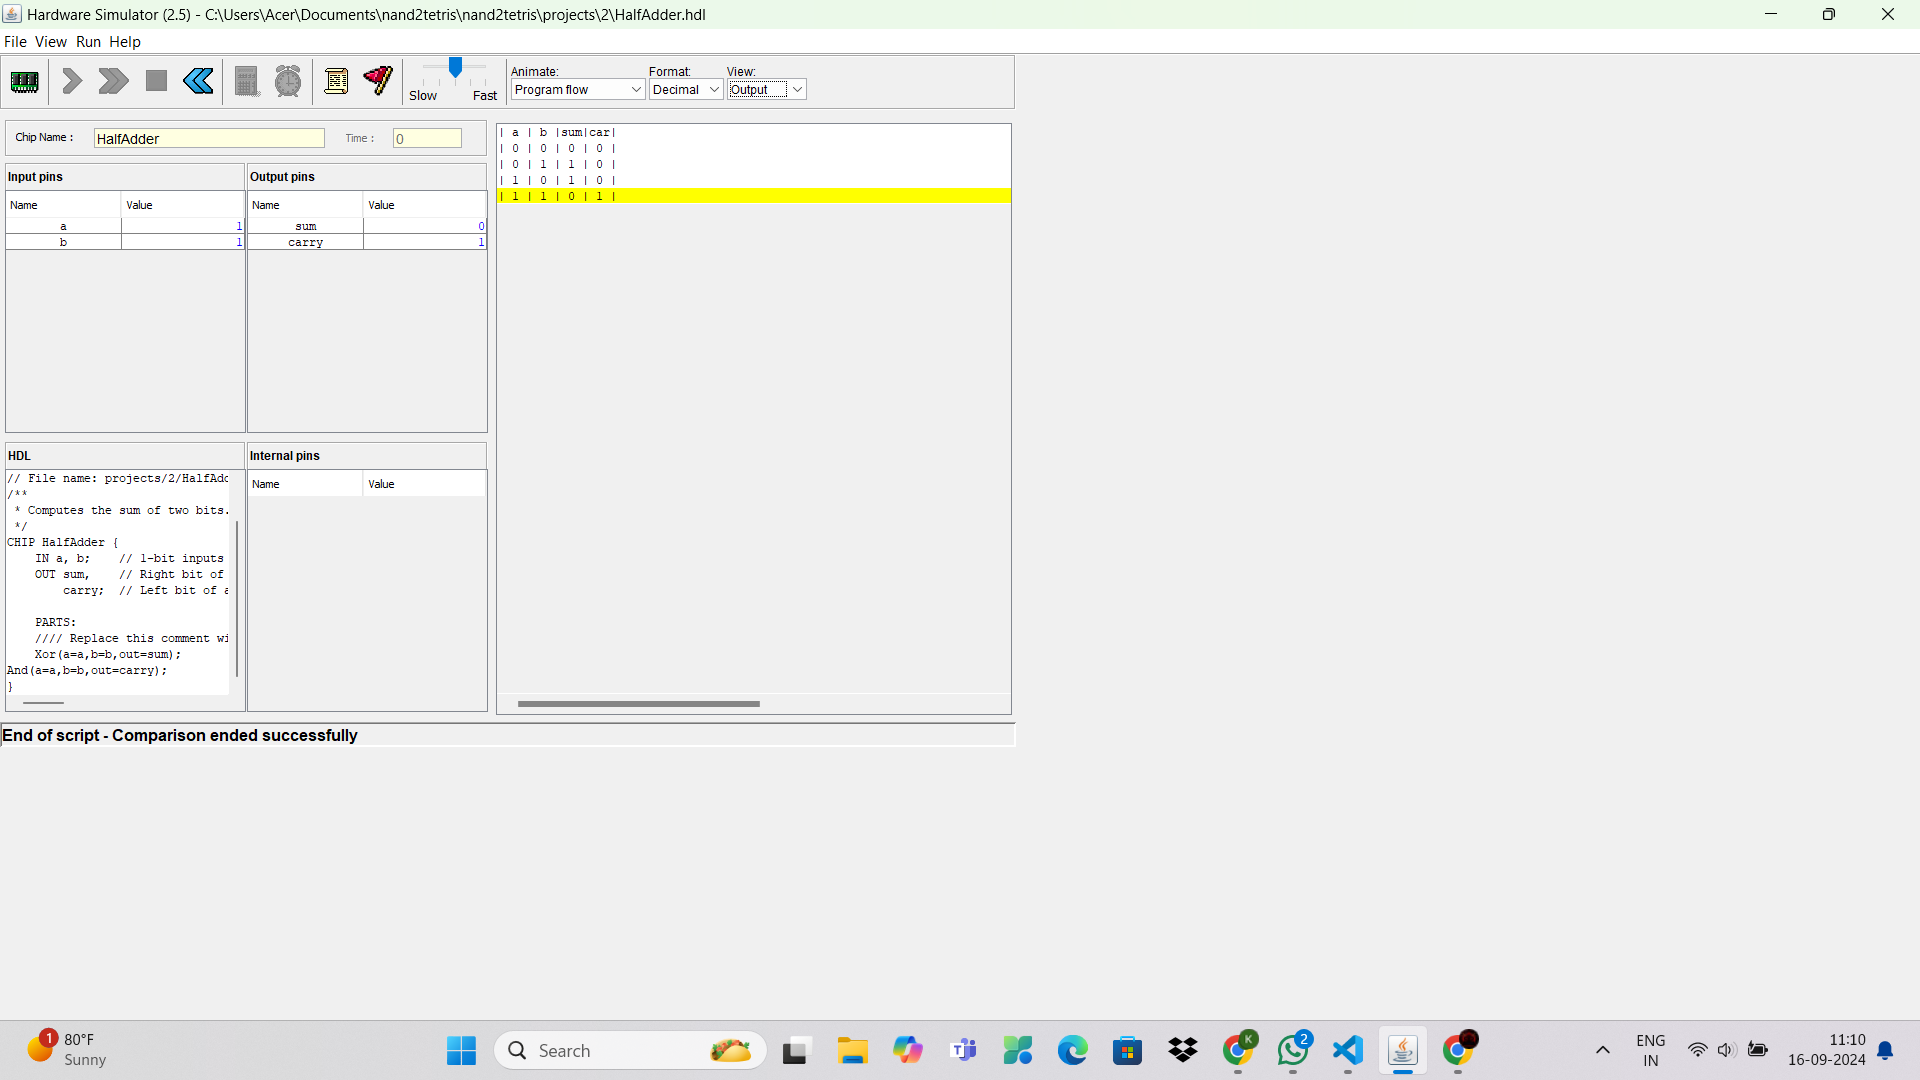 Hardware Simulator (2.5) - C:\Users\Acer\Documents\nand2tetris\nand2tetris\projects\2\HalfAdder.hdl
File View Run Help
Animate: Format: View:
Program flow Decimal Output
Slow Fast
Chip Name : HalfAdder Time : 0
Input pins Output pins
Name Value Name Value
a 1 sum 0
b 1 carry 1
| a | b |sum|car|
| 0 | 0 | 0 | 0 |
| 0 | 1 | 1 | 0 |
| 1 | 0 | 1 | 0 |
| 1 | 1 | 0 | 1 |
HDL
// File name: projects/2/HalfAdd
/**
* Computes the sum of two bits.
*/
CHIP HalfAdder {
IN a, b; // 1-bit inputs
OUT sum, // Right bit of
carry; // Left bit of a
PARTS:
//// Replace this comment wi
Xor(a=a,b=b,out=sum);
And(a=a,b=b,out=carry);
}
Internal pins
Name Value
End of script - Comparison ended successfully
1
80°F
Sunny
Search
K
2
ENG
IN
11:10
16-09-2024